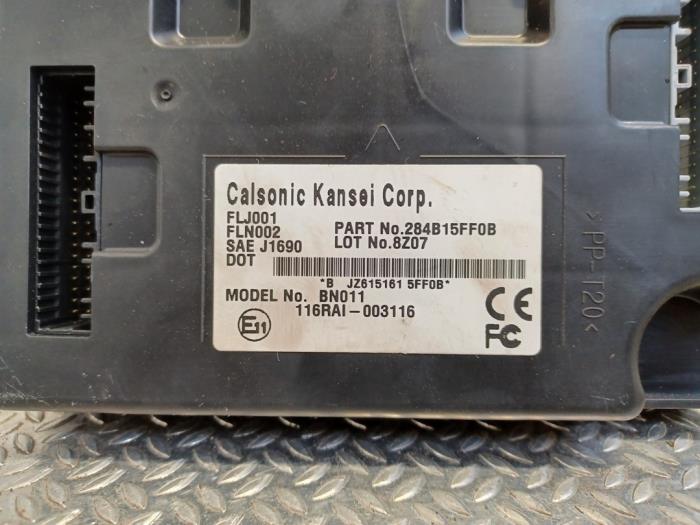 Calsonic Kansei Corp.
FLJ001
FLN002 PART No.284B15FF0B
SAE J1690 LOT No.8Z07
DOT
*B JZ615161 5FF0B*
MODEL No. BN011
116RAI-003116
E11
CE
FC
>PP-T20<